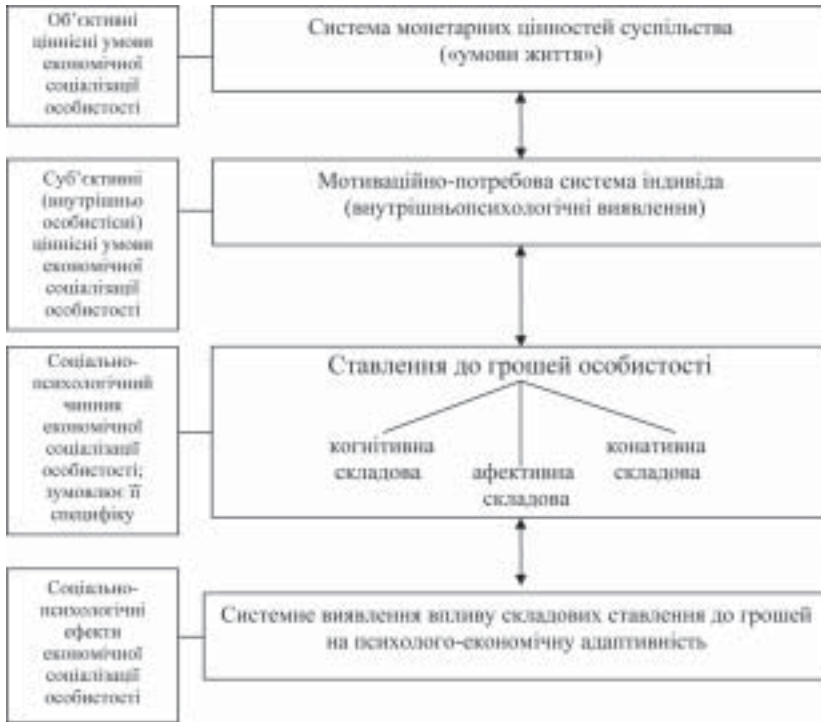 Об’єктивні
ціннісні умови
економічної
соціалізації
особистості
Система монетарних цінностей суспільства
(«умови життя»)
Суб’єктивні
(внутрішньо
особистісні)
ціннісні умови
економічної
соціалізації
особистості
Мотиваційно-потребова система індивіда
(внутрішньопсихологічні виявлення)
Соціально-
психологічний
чинник
економічної
соціалізації
особистості;
зумовлює її
специфіку
Ставлення до грошей особистості
когнітивна
складова
афективна
складова
конативна
складова
Соціально-
психологічні
ефекти
економічної
соціалізації
особистості
Системне виявлення впливу складових ставлення до грошей
на психолого-економічну адаптивність